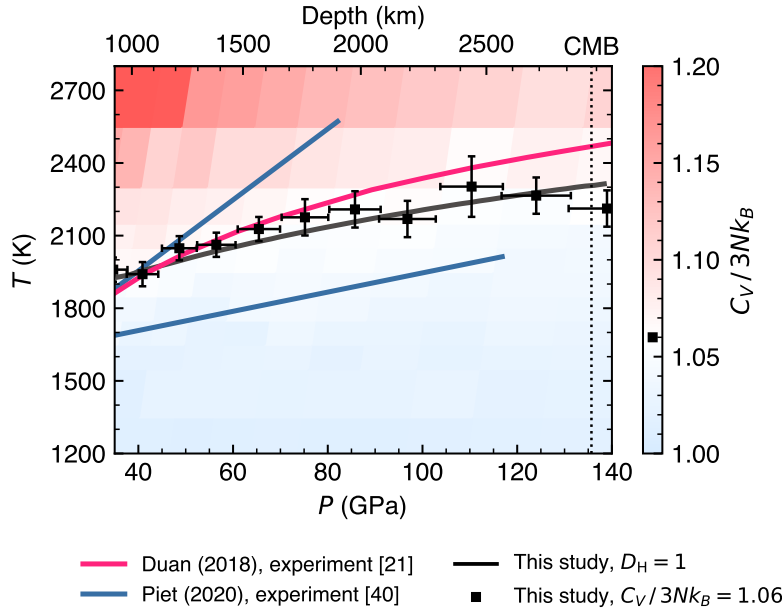 Depth (km)
1000 1500 2000 2500 CMB
2700
2400
2100
1800
1500
1200
T (K)
40 60 80 100 120 140
P (GPa)
1.20
1.15
1.10
1.05
1.00
C_V / 3Nk_B
Duan (2018), experiment [21]
Piet (2020), experiment [40]
This study, D_H = 1
This study, C_V / 3Nk_B = 1.06